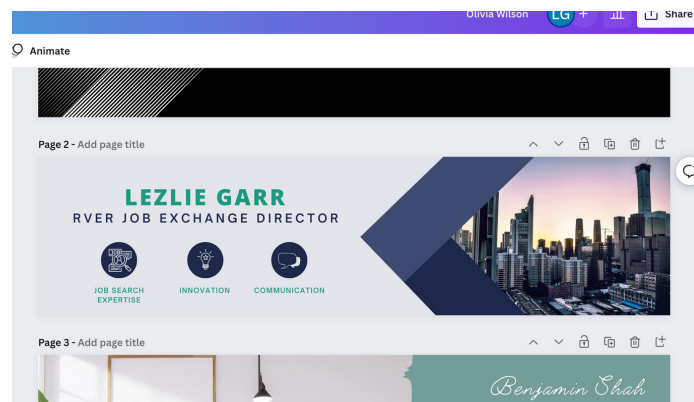 Olivia Wilson
LG
+
Share
Animate
Page 2 - Add page title
LEZLIE GARR
RVER JOB EXCHANGE DIRECTOR
JOB SEARCH
EXPERTISE
INNOVATION
COMMUNICATION
Page 3 - Add page title
Benjamin Shah